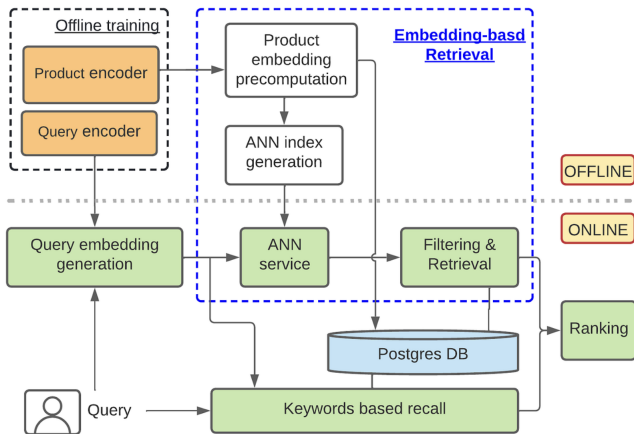 Offline training
Product encoder
Query encoder
Product
embedding
precomputation
ANN index
generation
Embedding-basd
Retrieval
OFFLINE
ONLINE
Query embedding
generation
ANN
service
Filtering &
Retrieval
Ranking
Postgres DB
Query
Keywords based recall